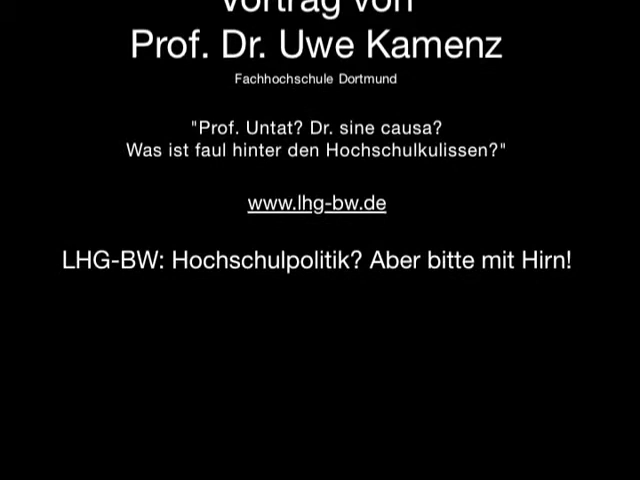 Vortrag von
Prof. Dr. Uwe Kamenz
Fachhochschule Dortmund
"Prof. Untat? Dr. sine causa?
Was ist faul hinter den Hochschulkulissen?"
www.lhg-bw.de
LHG-BW: Hochschulpolitik? Aber bitte mit Hirn!